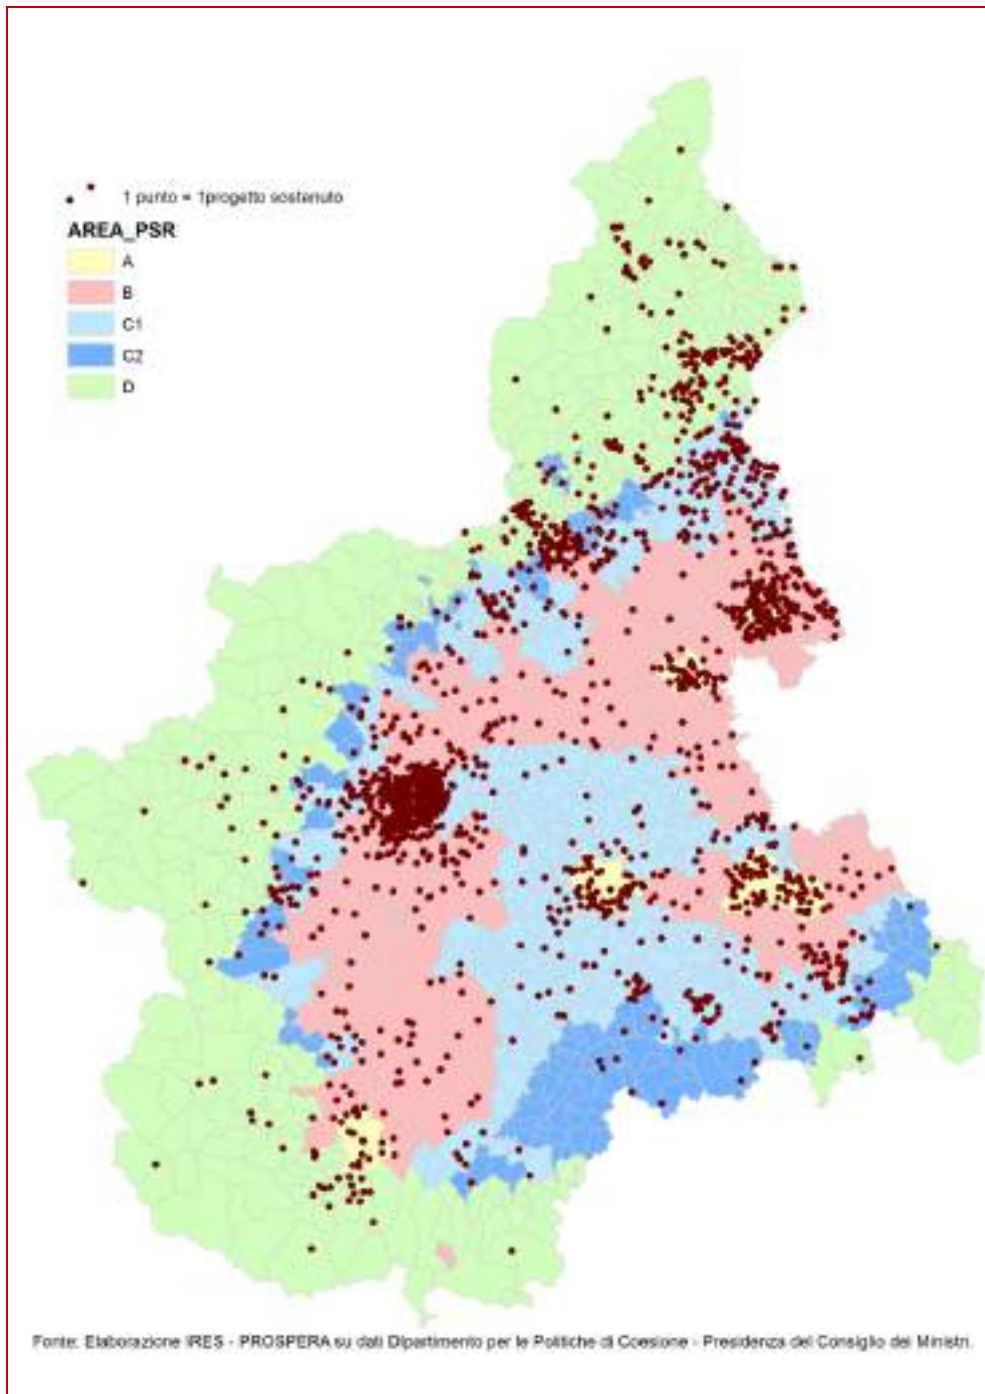 1 punto = 1progetto sostenuto
AREA_PSR
A
B
C1
C2
D
Fonte: Elaborazione IRES - PROSPERA su dati Dipartimento per le Politiche di Coesione - Presidenza del Consiglio dei Ministri.